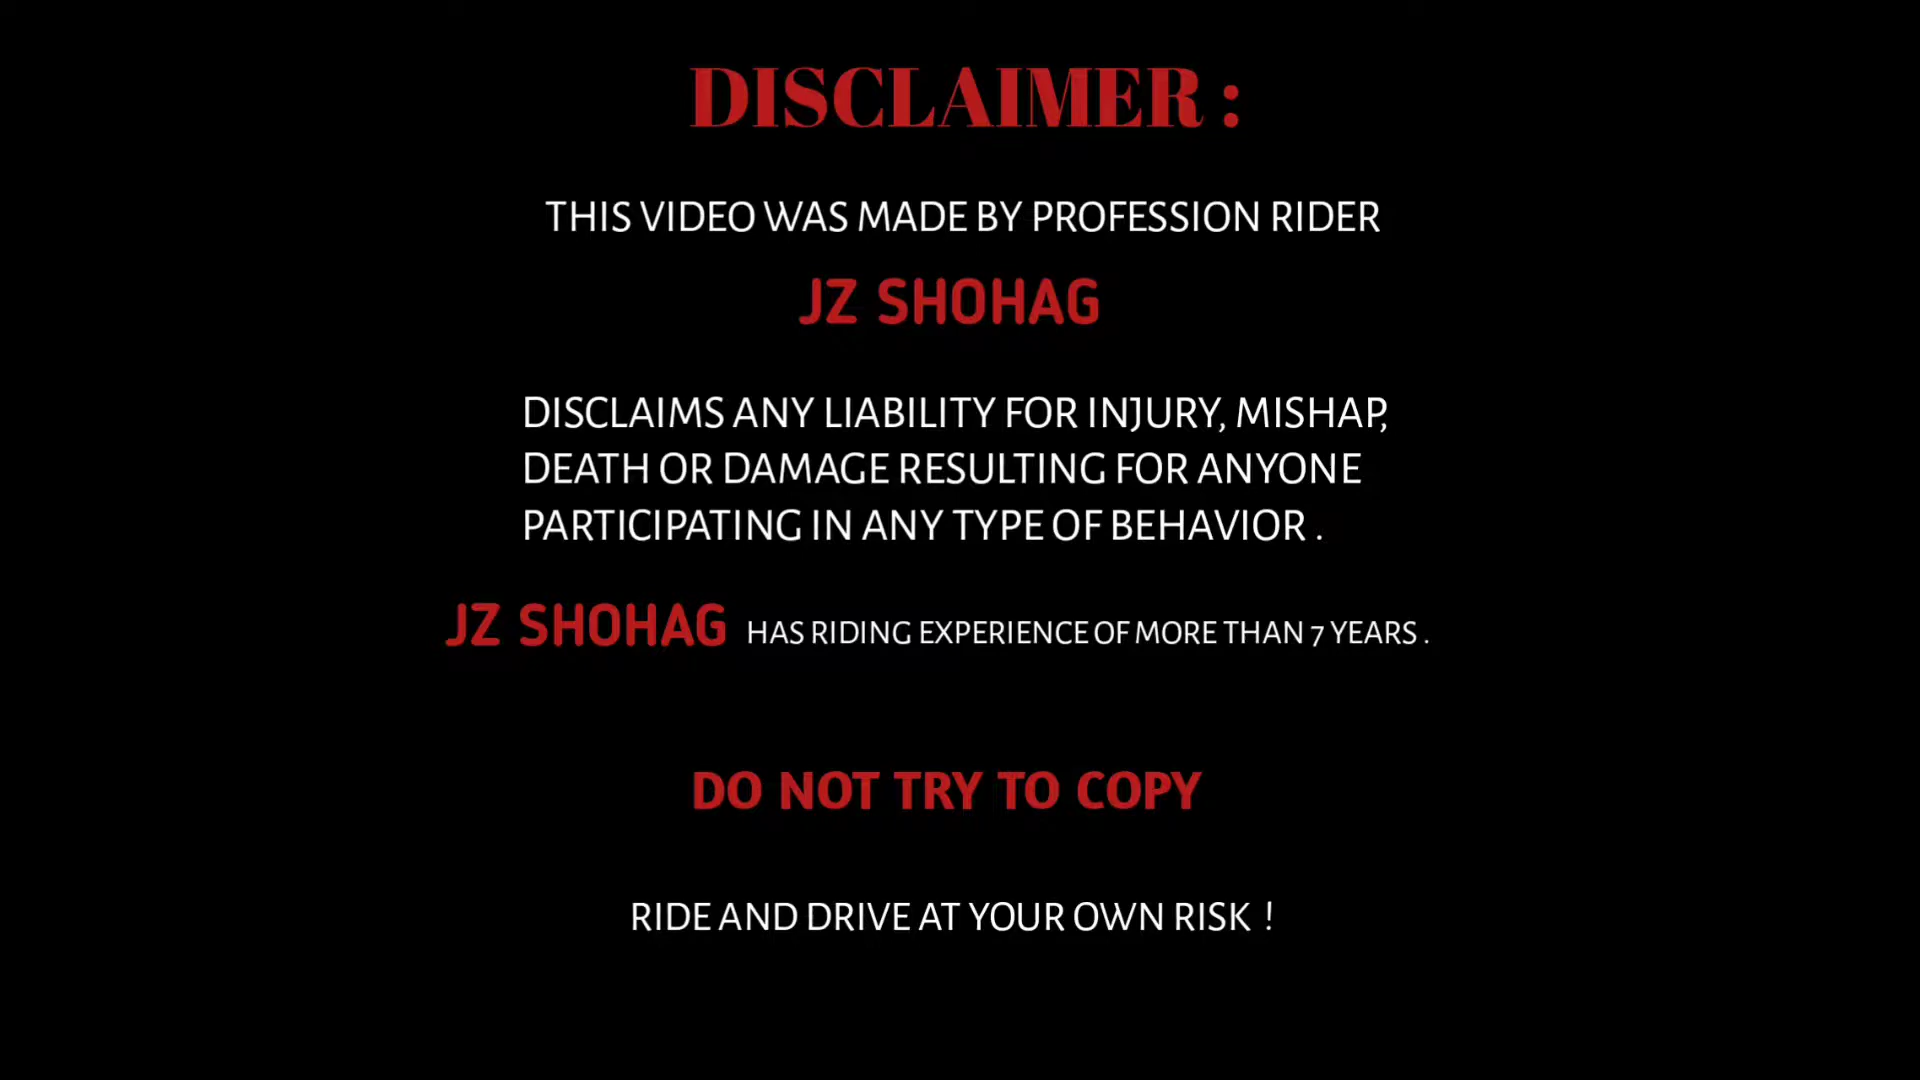 DISCLAIMER :
THIS VIDEO WAS MADE BY PROFESSION RIDER
JZ SHOHAG
DISCLAIMS ANY LIABILITY FOR INJURY, MISHAP,
DEATH OR DAMAGE RESULTING FOR ANYONE
PARTICIPATING IN ANY TYPE OF BEHAVIOR .
JZ SHOHAG HAS RIDING EXPERIENCE OF MORE THAN 7 YEARS .
DO NOT TRY TO COPY
RIDE AND DRIVE AT YOUR OWN RISK !